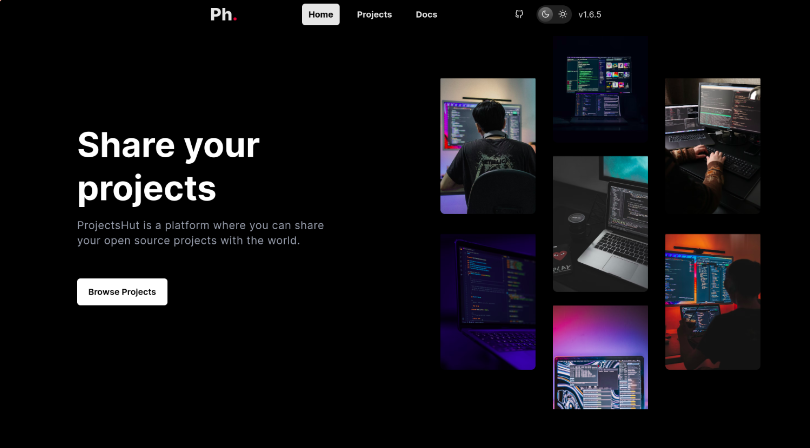 Ph.
Home
Projects
Docs
v1.6.5
Share your
projects
ProjectsHut is a platform where you can share
your open source projects with the world.
Browse Projects